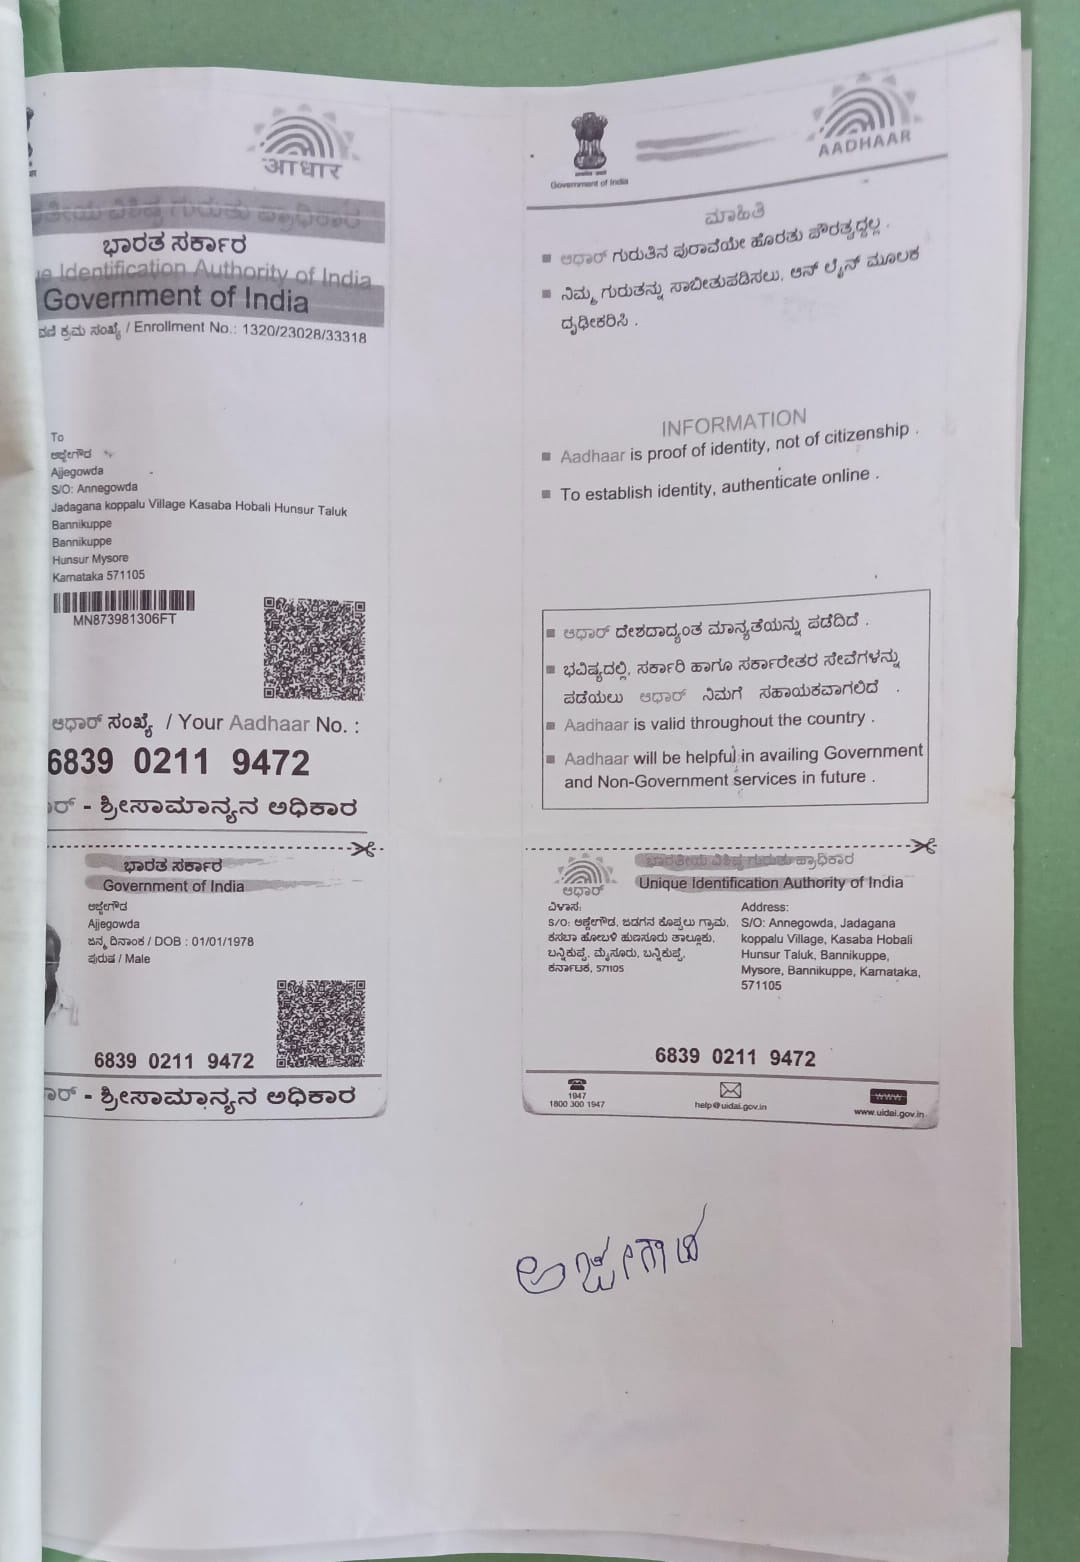 आधार
ಭಾರತ ಸರ್ಕಾರ
Identification Authority of India
Government of India
ಕ್ರಮ ಸಂಖ್ಯೆ / Enrollment No.: 1320/23028/33318
To
ಅಜ್ಜೇಗೌಡ
Ajjegowda
S/O: Annegowda
Jadagana koppalu Village Kasaba Hobali Hunsur Taluk
Bannikuppe
Bannikuppe
Hunsur Mysore
Karnataka 571105
MN873981306FT
ಆಧಾರ್ ಸಂಖ್ಯೆ / Your Aadhaar No. :
6839 0211 9472
- ಶ್ರೀಸಾಮಾನ್ಯನ ಅಧಿಕಾರ
ಭಾರತ ಸರ್ಕಾರ
Government of India
ಅಜ್ಜೇಗೌಡ
Ajjegowda
ಜನ್ಮ ದಿನಾಂಕ / DOB : 01/01/1978
ಪುರುಷ / Male
6839 0211 9472
- ಶ್ರೀಸಾಮಾನ್ಯನ ಅಧಿಕಾರ
Government of India
AADHAAR
ಮಾಹಿತಿ
ಆಧಾರ್ ಗುರುತಿನ ಪುರಾವೆಯೇ ಹೊರತು ಪೌರತ್ವದ್ದಲ್ಲ .
ನಿಮ್ಮ ಗುರುತನ್ನು ಸಾಬೀತುಪಡಿಸಲು, ಆನ್ ಲೈನ್ ಮೂಲಕ
ದೃಢೀಕರಿಸಿ .
INFORMATION
Aadhaar is proof of identity, not of citizenship .
To establish identity, authenticate online .
ಆಧಾರ್ ದೇಶದಾದ್ಯಂತ ಮಾನ್ಯತೆಯನ್ನು ಪಡೆದಿದೆ .
ಭವಿಷ್ಯದಲ್ಲಿ, ಸರ್ಕಾರಿ ಹಾಗೂ ಸರ್ಕಾರೇತರ ಸೇವೆಗಳನ್ನು
ಪಡೆಯಲು ಆಧಾರ್ ನಿಮಗೆ ಸಹಾಯಕವಾಗಲಿದೆ .
Aadhaar is valid throughout the country .
Aadhaar will be helpful in availing Government
and Non-Government services in future .
ಆಧಾರ್
ಭಾರತೀಯ ವಿಶಿಷ್ಟ ಗುರುತು ಪ್ರಾಧಿಕಾರ
Unique Identification Authority of India
ವಿಳಾಸ:
S/O: ಅಣ್ಣೇಗೌಡ, ಜಡಗನ ಕೊಪ್ಪಲು ಗ್ರಾಮ,
ಕಸಬಾ ಹೋಬಳಿ ಹುಣಸೂರು ತಾಲ್ಲೂಕು,
ಬನ್ನಿಕುಪ್ಪೆ, ಮೈಸೂರು, ಬನ್ನಿಕುಪ್ಪೆ,
ಕರ್ನಾಟಕ, 571105
Address:
S/O: Annegowda, Jadagana
koppalu Village, Kasaba Hobali
Hunsur Taluk, Bannikuppe,
Mysore, Bannikuppe, Karnataka,
571105
6839 0211 9472
1947
1800 300 1947
help@uidai.gov.in
www
www.uidai.gov.in